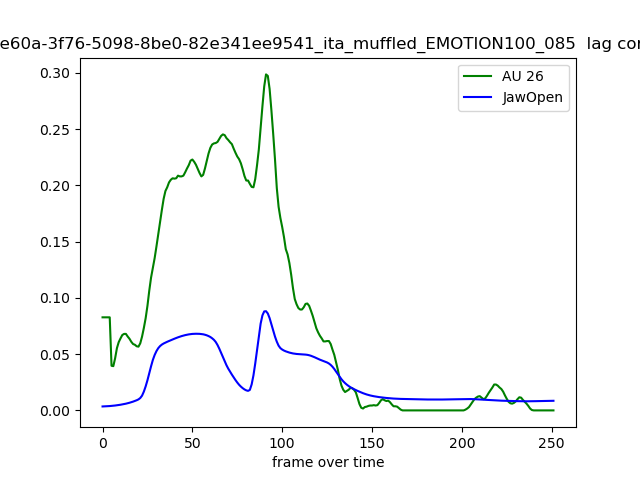 e60a-3f76-5098-8be0-82e341ee9541_ita_muffled_EMOTION100_085 lag cor
AU 26
JawOpen
0.30
0.25
0.20
0.15
0.10
0.05
0.00
0 50 100 150 200 250
frame over time